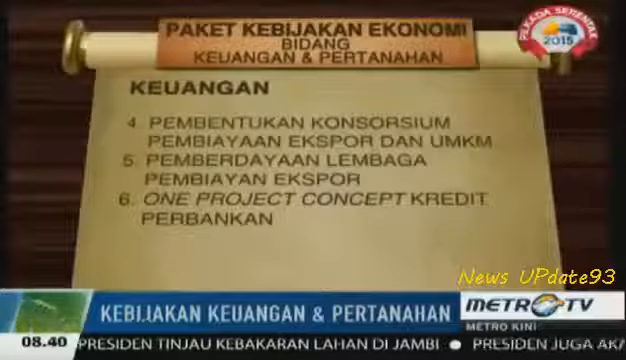 PAKET KEBIJAKAN EKONOMI
BIDANG
KEUANGAN & PERTANAHAN
PILKADA SERENTAK
2015
KEUANGAN
4. PEMBENTUKAN KONSORSIUM
PEMBIAYAAN EKSPOR DAN UMKM
5. PEMBERDAYAAN LEMBAGA
PEMBIAYAN EKSPOR
6. ONE PROJECT CONCEPT KREDIT
PERBANKAN
News UPdate93
KEBIJAKAN KEUANGAN & PERTANAHAN
METRO TV
METRO KINI
08.40
PRESIDEN TINJAU KEBAKARAN LAHAN DI JAMBI ● PRESIDEN JUGA